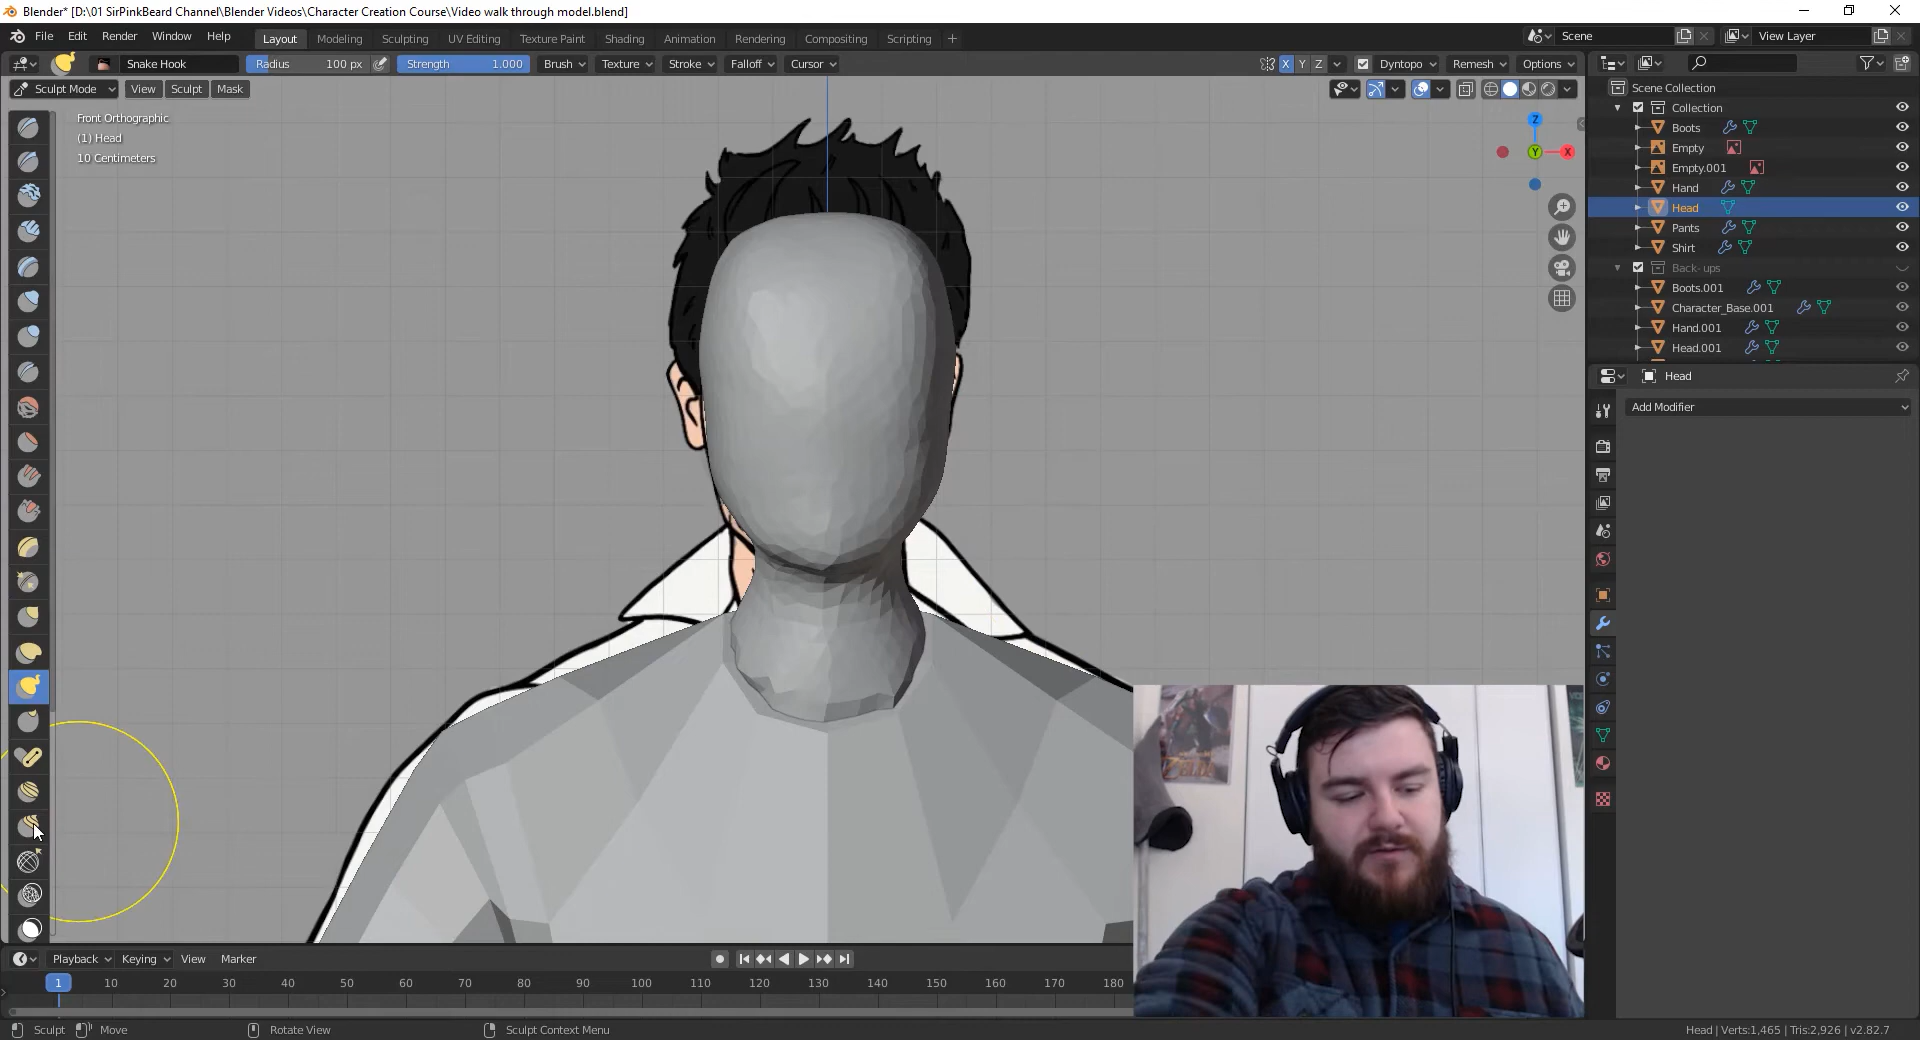 Blender* [D:\01 SirPinkBeard Channel\Blender Videos\Character Creation Course\Video walk through model.blend]
File Edit Render Window Help Layout Modeling Sculpting UV Editing Texture Paint Shading Animation Rendering Compositing Scripting + Scene View Layer
Snake Hook Radius 100 px Strength 1.000 Brush Texture Stroke Falloff Cursor X Y Z Dyntopo Remesh Options
Sculpt Mode View Sculpt Mask
Front Orthographic
(1) Head
10 Centimeters
Z
Y X
Scene Collection
Collection
Boots
Empty
Empty.001
Hand
Head
Pants
Shirt
Back-ups
Boots.001
Character_Base.001
Hand.001
Head.001
Head
Add Modifier
ZELDA
Playback Keying View Marker
1 10 20 30 40 50 60 70 80 90 100 110 120 130 140 150 160 170 180
Sculpt Move Rotate View Sculpt Context Menu Head | Verts:1,465 | Tris:2,926 | v2.82.7